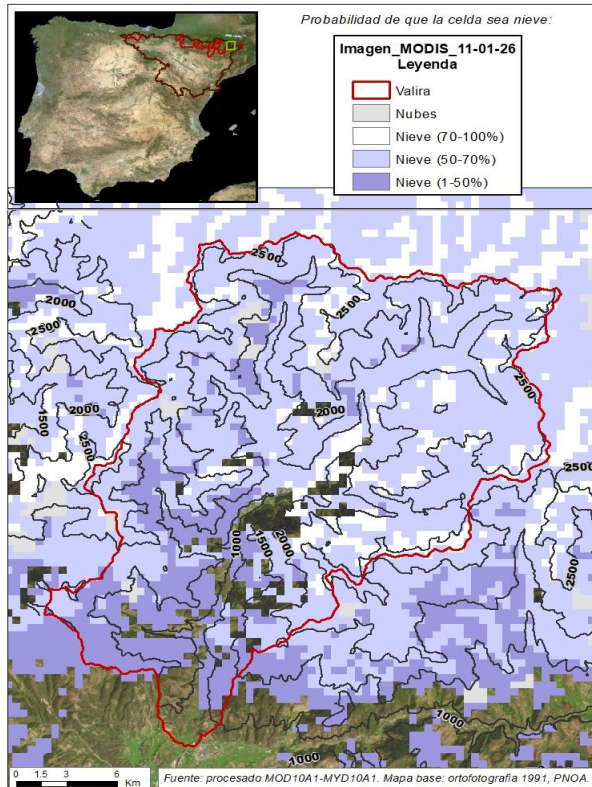 Probabilidad de que la celda sea nieve:
Imagen_MODIS_11-01-26
Leyenda
Valira
Nubes
Nieve (70-100%)
Nieve (50-70%)
Nieve (1-50%)
2500
2000
2500
2500
2500
2000
2000
1500
2500
2500
1000
1500
2000
2500
1000
1000
0 1.5 3 6
Km
Fuente: procesado MOD10A1-MYD10A1. Mapa base: ortofotografia 1991, PNOA.